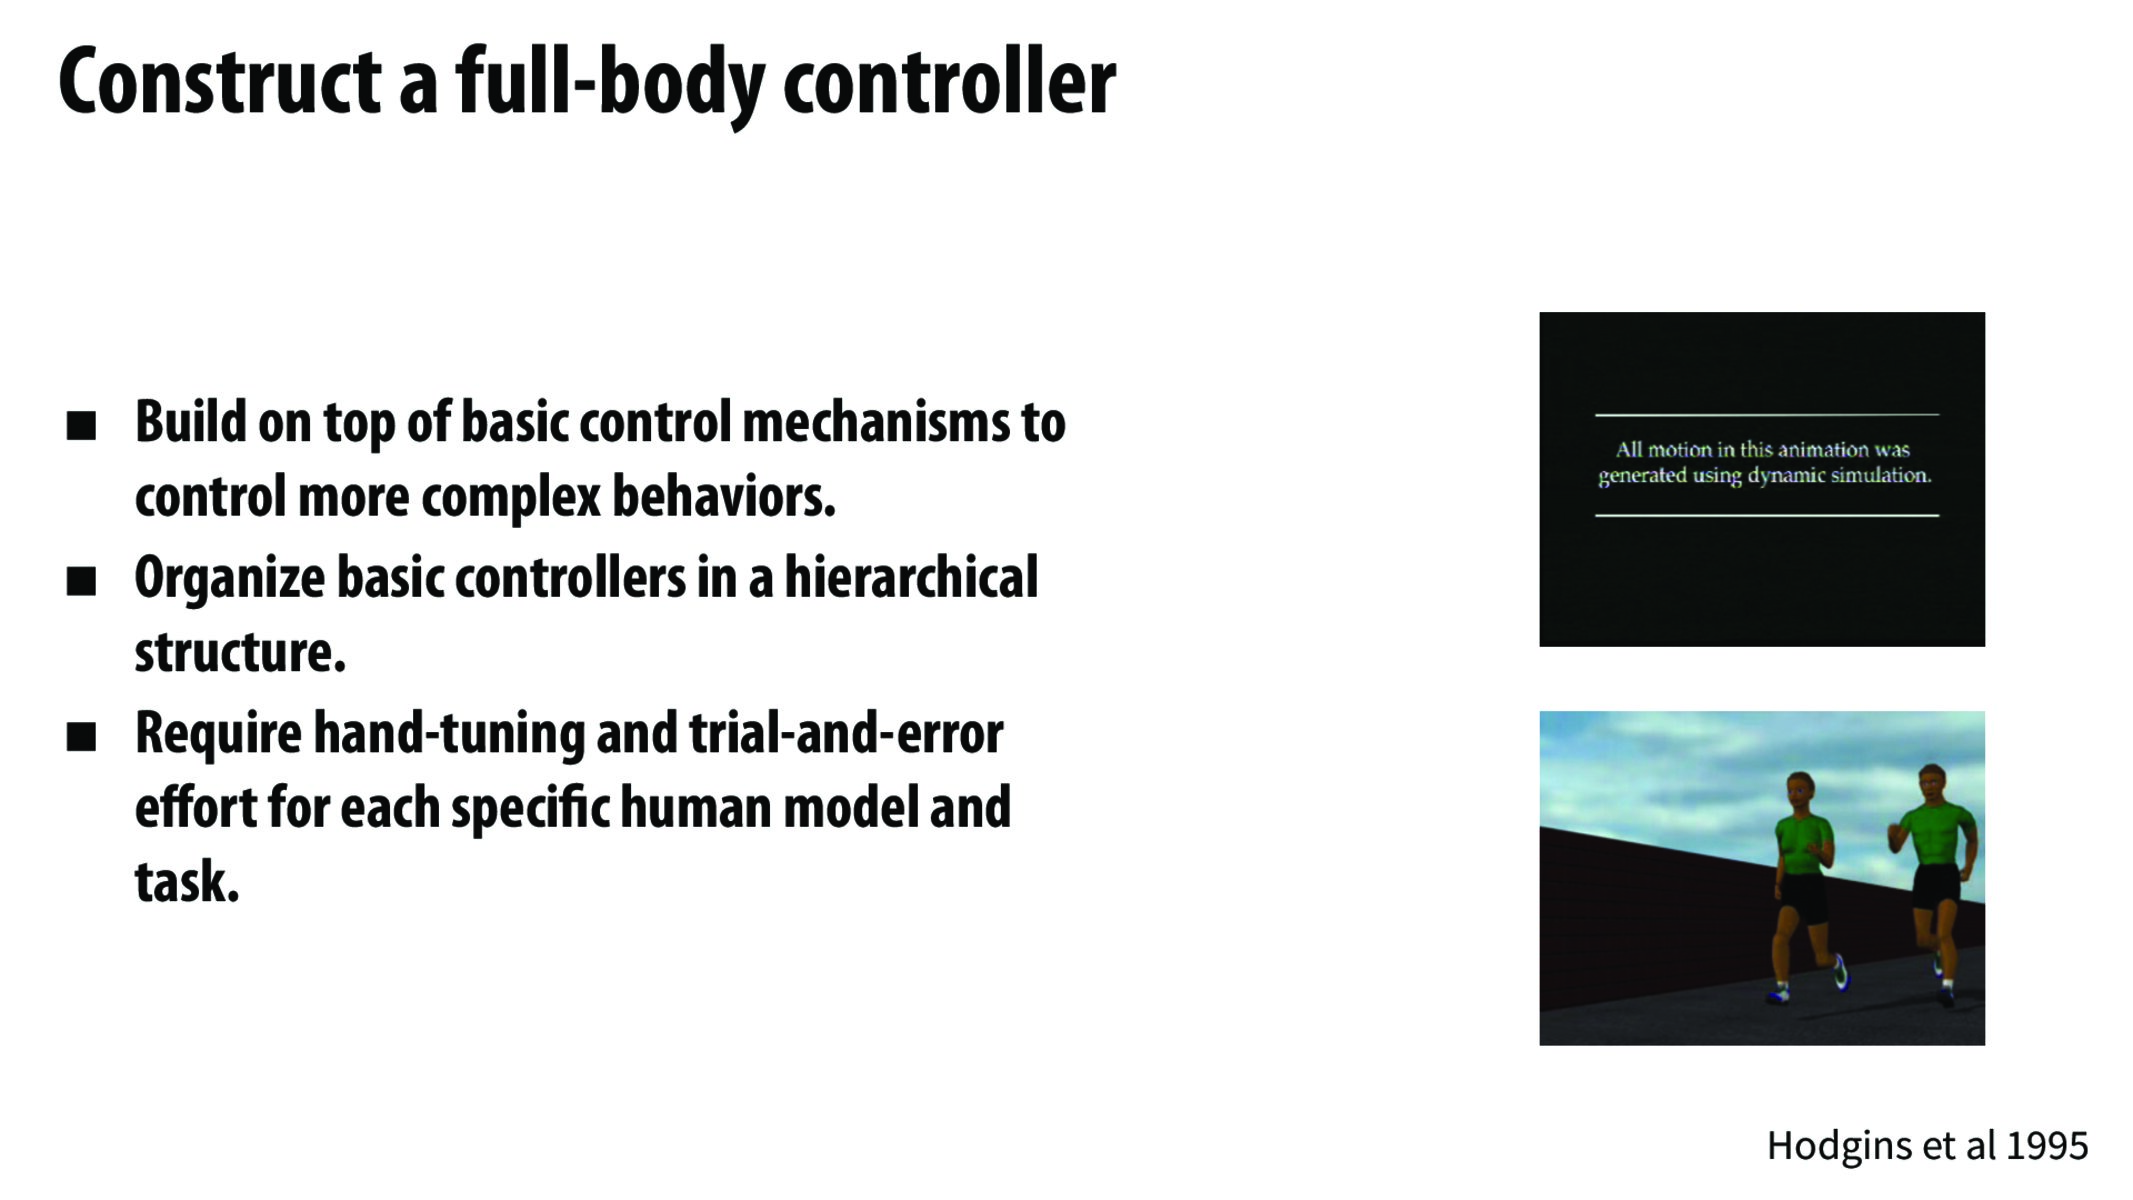 Construct a full-body controller
■ Build on top of basic control mechanisms to
control more complex behaviors.
■ Organize basic controllers in a hierarchical
structure.
■ Require hand-tuning and trial-and-error
effort for each specific human model and
task.
All motion in this animation was
generated using dynamic simulation.
Hodgins et al 1995